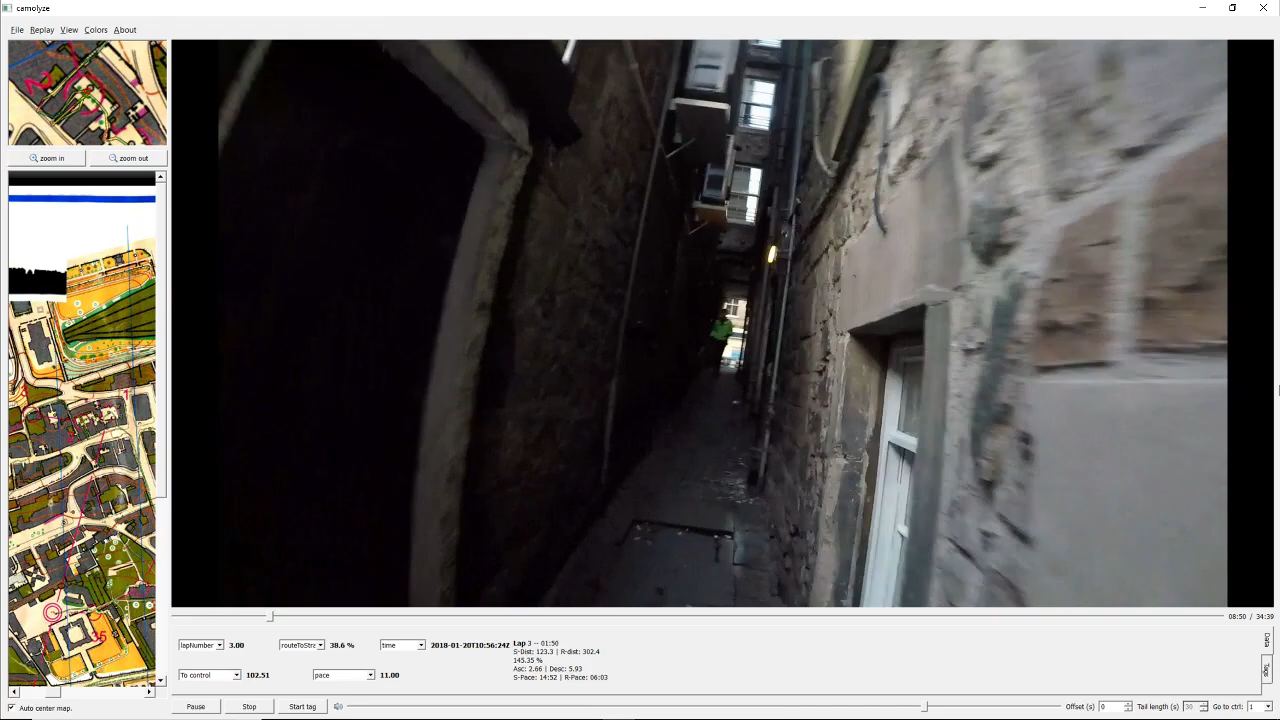 camolyze
File Replay View Colors About
zoom in zoom out
08:50 / 34:39
lapNumber 3.00 routeToStra 38.6 % time 2018-01-20T10:56:24Z
To control 102.51 pace 11.00
Lap 3 -- 01:50
S-Dist: 123.3 | R-dist: 302.4
145.35 %
Asc: 2.66 | Desc: 5.93
S-Pace: 14:52 | R-Pace: 06:03
Data
Tags
Auto center map.
Pause Stop Start tag
Offset (s) 0 Tail length (s) 30 Go to ctrl: 1
35